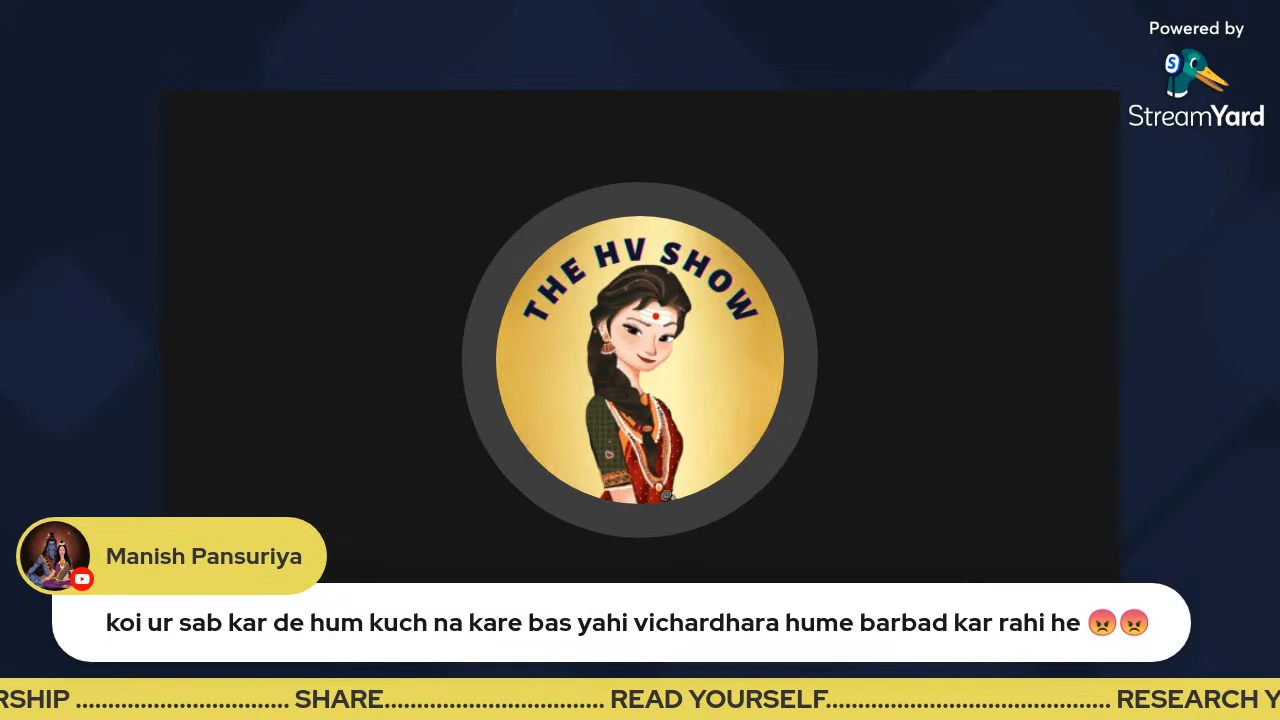 Powered by
StreamYard
THE HV SHOW
Manish Pansuriya
koi ur sab kar de hum kuch na kare bas yahi vichardhara hume barbad kar rahi he 😡😡
RSHIP ................................ SHARE................................. READ YOURSELF........................................... RESEARCH Y